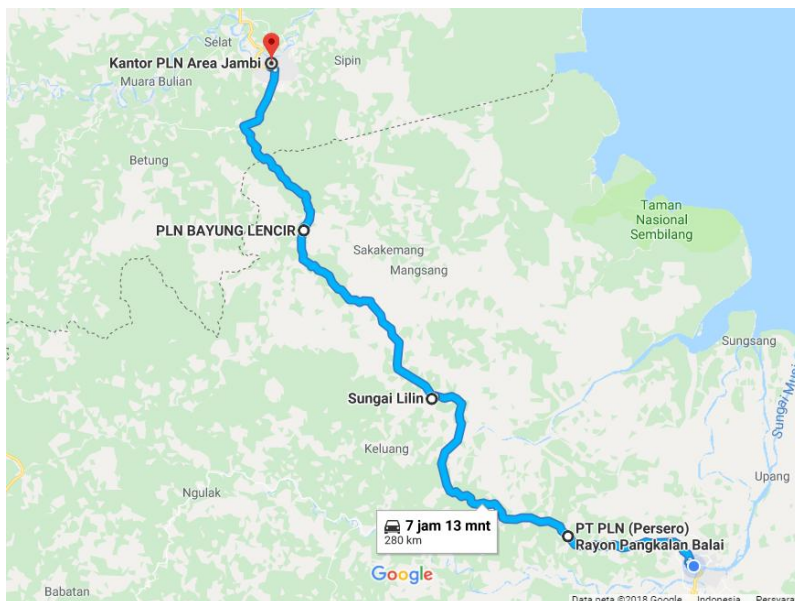 Selat
Kantor PLN Area Jambi
Sipin
Muara Bulian
Betung
Taman
Nasional
Sembilang
PLN BAYUNG LENCIR
Sakakemang
Mangsang
Sungsang
Sungai Musi
Sungai Lilin
Keluang
Upang
Ngulak
7 jam 13 mnt
280 km
PT PLN (Persero)
Rayon Pangkalan Balai
Google
Babatan
Data peta ©2018 Google Indonesia